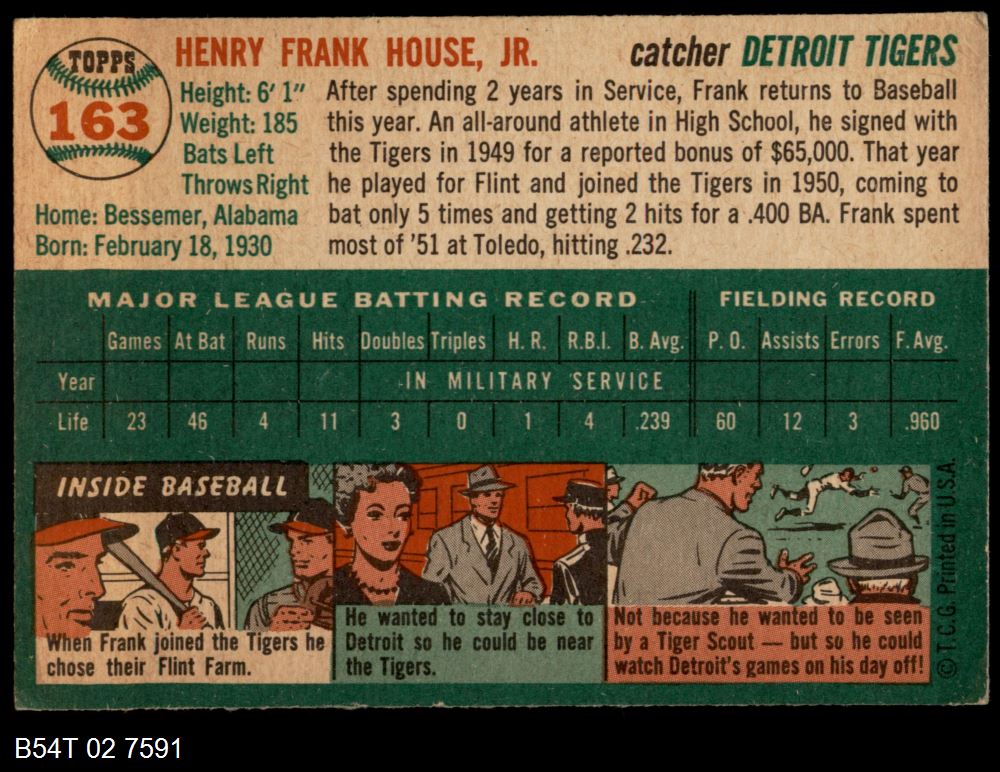 TOPPS
163
HENRY FRANK HOUSE, JR.
catcher DETROIT TIGERS
Height: 6' 1"
Weight: 185
Bats Left
Throws Right
Home: Bessemer, Alabama
Born: February 18, 1930
After spending 2 years in Service, Frank returns to Baseball
this year. An all-around athlete in High School, he signed with
the Tigers in 1949 for a reported bonus of $65,000. That year
he played for Flint and joined the Tigers in 1950, coming to
bat only 5 times and getting 2 hits for a .400 BA. Frank spent
most of '51 at Toledo, hitting .232.
MAJOR LEAGUE BATTING RECORD FIELDING RECORD
Games At Bat Runs Hits Doubles Triples H. R. R.B.I. B. Avg. P. O. Assists Errors F. Avg.
Year IN MILITARY SERVICE
Life 23 46 4 11 3 0 1 4 .239 60 12 3 .960
INSIDE BASEBALL
When Frank joined the Tigers he
chose their Flint Farm.
He wanted to stay close to
Detroit so he could be near
the Tigers.
Not because he wanted to be seen
by a Tiger Scout — but so he could
watch Detroit's games on his day off!
© T.C.G. Printed in U.S.A.
B54T 02 7591